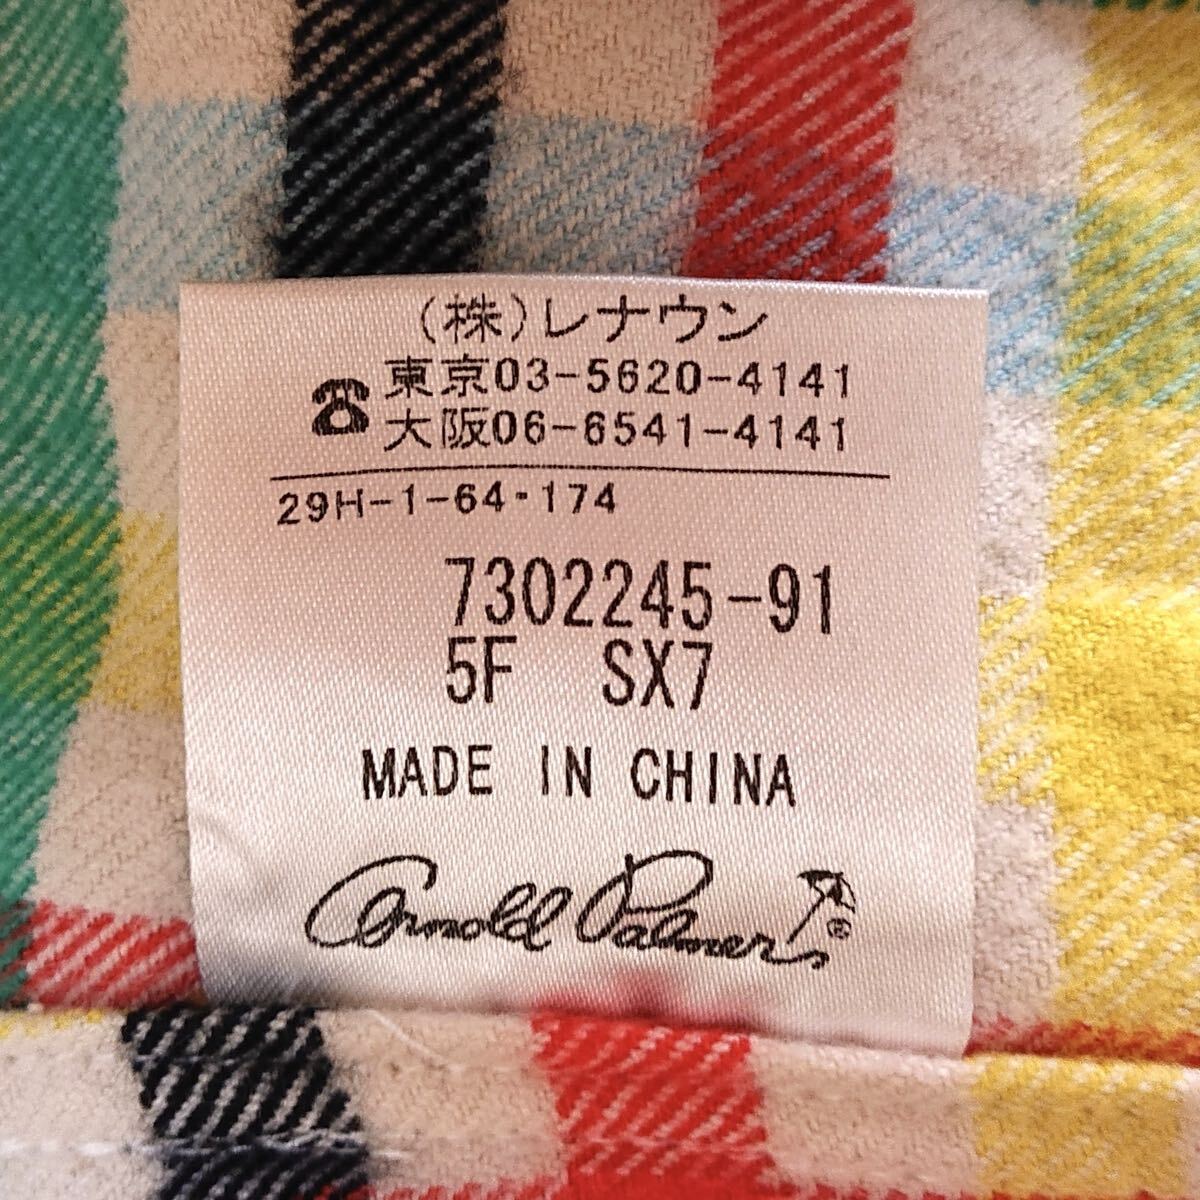 (株)レナウン
☎東京03-5620-4141
大阪06-6541-4141
29H-1-64・174
7302245-91
5F SX7
MADE IN CHINA
Arnold Palmer ®